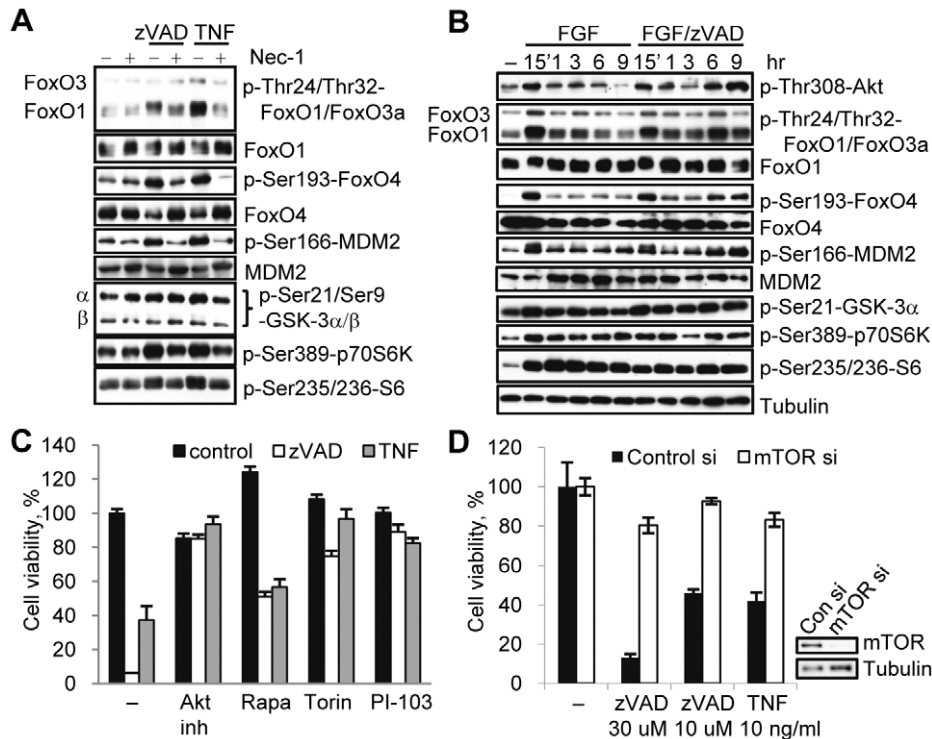 A
zVAD TNF
– + – + – + Nec-1
FoxO3
FoxO1
p-Thr24/Thr32-
FoxO1/FoxO3a
FoxO1
p-Ser193-FoxO4
FoxO4
p-Ser166-MDM2
MDM2
α
β
p-Ser21/Ser9
-GSK-3α/β
p-Ser389-p70S6K
p-Ser235/236-S6
B
FGF FGF/zVAD
– 15' 1 3 6 9 15' 1 3 6 9 hr
p-Thr308-Akt
FoxO3
FoxO1
p-Thr24/Thr32-
FoxO1/FoxO3a
FoxO1
p-Ser193-FoxO4
FoxO4
p-Ser166-MDM2
MDM2
p-Ser21-GSK-3α
p-Ser389-p70S6K
p-Ser235/236-S6
Tubulin
C
control zVAD TNF
Cell viability, %
140
120
100
80
60
40
20
0
– Akt inh Rapa Torin PI-103
D
Control si mTOR si
Cell viability, %
120
100
80
60
40
20
0
– zVAD zVAD TNF
30 uM 10 uM 10 ng/ml
Con si
mTOR si
mTOR
Tubulin